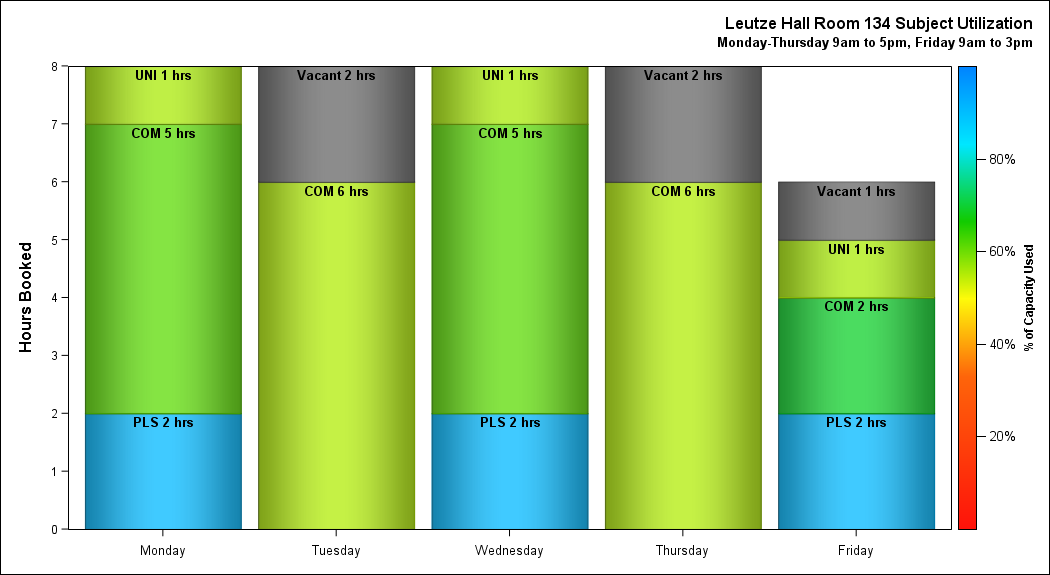 Leutze Hall Room 134 Subject Utilization
Monday-Thursday 9am to 5pm, Friday 9am to 3pm
Hours Booked
8
7
6
5
4
3
2
1
0
UNI 1 hrs
COM 5 hrs
PLS 2 hrs
Vacant 2 hrs
COM 6 hrs
UNI 1 hrs
COM 5 hrs
PLS 2 hrs
Vacant 2 hrs
COM 6 hrs
Vacant 1 hrs
UNI 1 hrs
COM 2 hrs
PLS 2 hrs
Monday
Tuesday
Wednesday
Thursday
Friday
80%
60%
40%
20%
% of Capacity Used